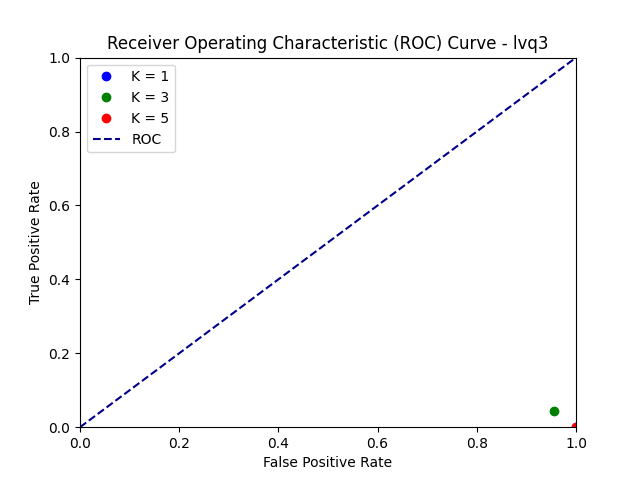 Receiver Operating Characteristic (ROC) Curve - lvq3
1.0
0.8
0.6
0.4
0.2
0.0
True Positive Rate
K = 1
K = 3
K = 5
ROC
0.0 0.2 0.4 0.6 0.8 1.0
False Positive Rate